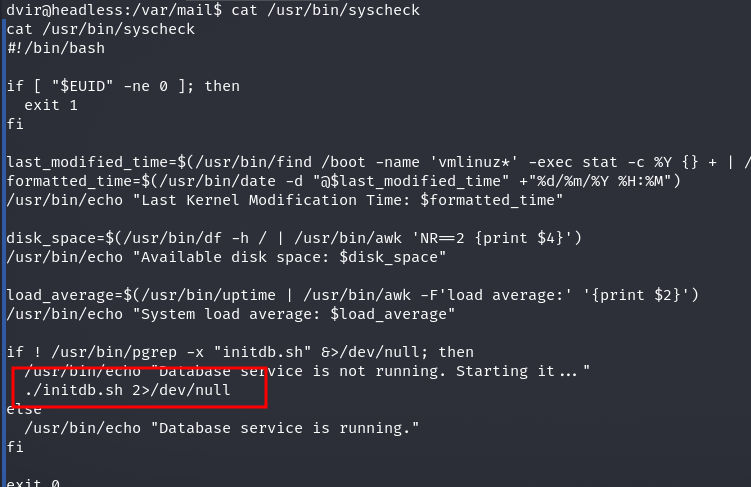 dvir@headless:/var/mail$ cat /usr/bin/syscheck
cat /usr/bin/syscheck
#!/bin/bash
if [ "$EUID" -ne 0 ]; then
  exit 1
fi
last_modified_time=$(/usr/bin/find /boot -name 'vmlinuz*' -exec stat -c %Y {} + | /
formatted_time=$(/usr/bin/date -d "@$last_modified_time" +"%d/%m/%Y %H:%M")
/usr/bin/echo "Last Kernel Modification Time: $formatted_time"
disk_space=$(/usr/bin/df -h / | /usr/bin/awk 'NR==2 {print $4}')
/usr/bin/echo "Available disk space: $disk_space"
load_average=$(/usr/bin/uptime | /usr/bin/awk -F'load average:' '{print $2}')
/usr/bin/echo "System load average: $load_average"
if ! /usr/bin/pgrep -x "initdb.sh" &>/dev/null; then
  /usr/bin/echo "Database service is not running. Starting it..."
  ./initdb.sh 2>/dev/null
else
  /usr/bin/echo "Database service is running."
fi
exit 0